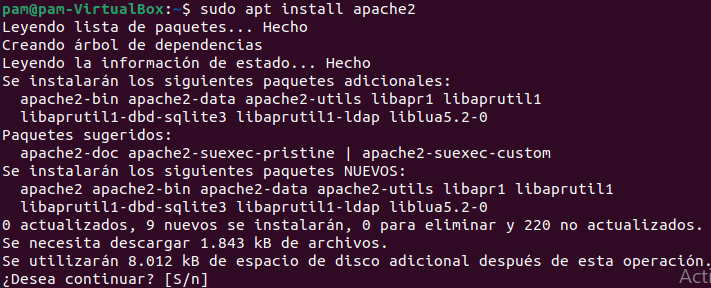 pam@pam-VirtualBox:~$ sudo apt install apache2
Leyendo lista de paquetes... Hecho
Creando árbol de dependencias
Leyendo la información de estado... Hecho
Se instalarán los siguientes paquetes adicionales:
  apache2-bin apache2-data apache2-utils libapr1 libaprutil1
  libaprutil1-dbd-sqlite3 libaprutil1-ldap liblua5.2-0
Paquetes sugeridos:
  apache2-doc apache2-suexec-pristine | apache2-suexec-custom
Se instalarán los siguientes paquetes NUEVOS:
  apache2 apache2-bin apache2-data apache2-utils libapr1 libaprutil1
  libaprutil1-dbd-sqlite3 libaprutil1-ldap liblua5.2-0
0 actualizados, 9 nuevos se instalarán, 0 para eliminar y 220 no actualizados.
Se necesita descargar 1.843 kB de archivos.
Se utilizarán 8.012 kB de espacio de disco adicional después de esta operación.
¿Desea continuar? [S/n]
Acti